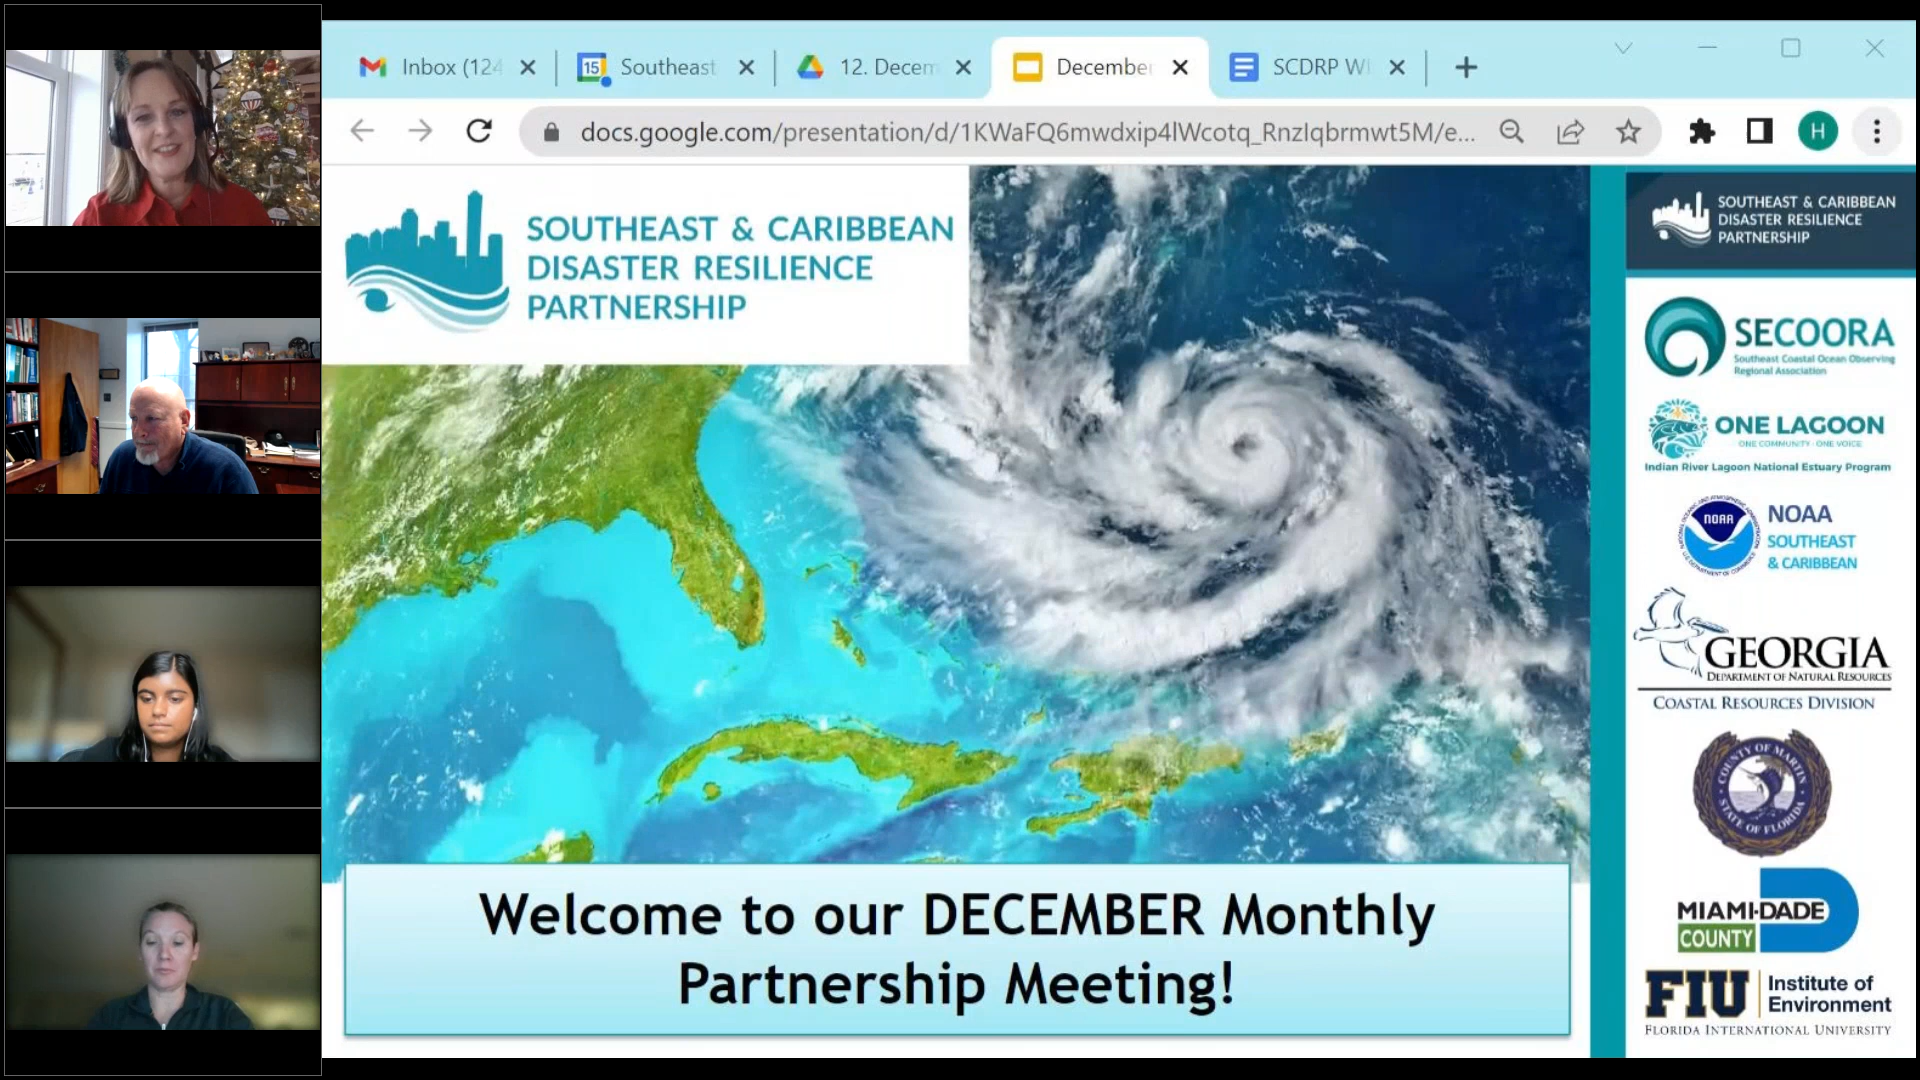 Inbox (124
15
Southeast
12. Decem
December
SCDRP W
docs.google.com/presentation/d/1KWaFQ6mwdxip4lWcotq_RnzIqbrmwt5M/e...
H
SOUTHEAST & CARIBBEAN
DISASTER RESILIENCE
PARTNERSHIP
SOUTHEAST & CARIBBEAN
DISASTER RESILIENCE
PARTNERSHIP
SECOORA
Southeast Coastal Ocean Observing
Regional Association
ONE LAGOON
ONE COMMUNITY · ONE VOICE
Indian River Lagoon National Estuary Program
NOAA
NOAA
SOUTHEAST
& CARIBBEAN
GEORGIA
DEPARTMENT OF NATURAL RESOURCES
COASTAL RESOURCES DIVISION
COUNTY OF MARTIN
STATE OF FLORIDA
MIAMI-DADE
COUNTY
FIU
Institute of
Environment
FLORIDA INTERNATIONAL UNIVERSITY
Welcome to our DECEMBER Monthly
Partnership Meeting!